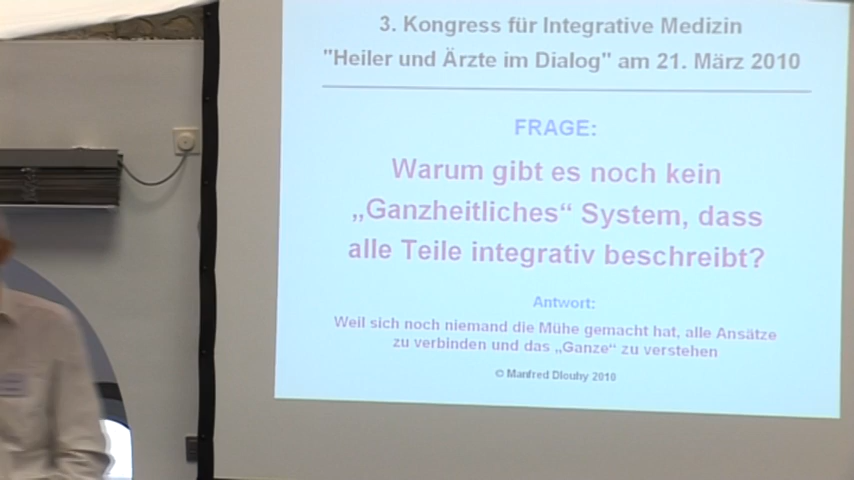 3. Kongress für Integrative Medizin
"Heiler und Ärzte im Dialog" am 21. März 2010
FRAGE:
Warum gibt es noch kein
„Ganzheitliches“ System, dass
alle Teile integrativ beschreibt?
Antwort:
Weil sich noch niemand die Mühe gemacht hat, alle Ansätze
zu verbinden und das „Ganze“ zu verstehen
© Manfred Dlouhy 2010